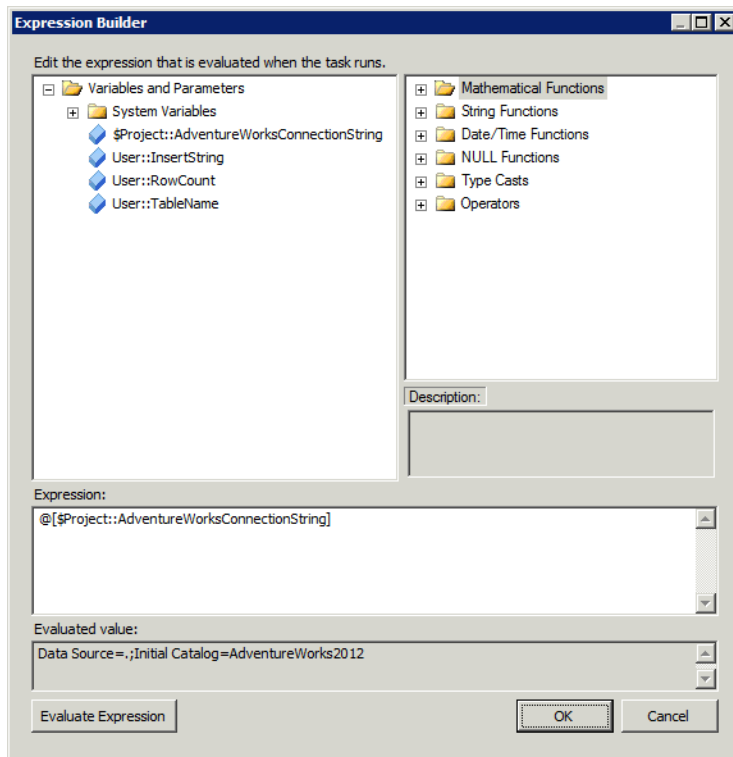 Expression Builder
Edit the expression that is evaluated when the task runs.
Variables and Parameters
System Variables
$Project::AdventureWorksConnectionString
User::InsertString
User::RowCount
User::TableName
Mathematical Functions
String Functions
Date/Time Functions
NULL Functions
Type Casts
Operators
Description:
Expression:
@[$Project::AdventureWorksConnectionString]
Evaluated value:
Data Source=.;Initial Catalog=AdventureWorks2012
Evaluate Expression
OK
Cancel